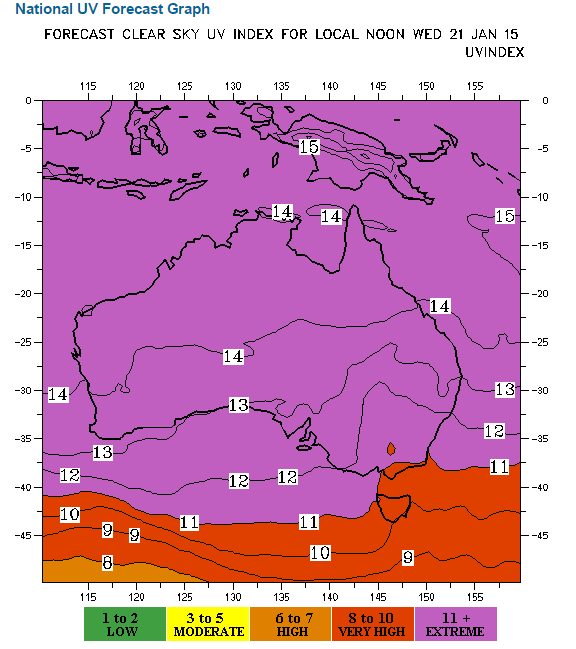 National UV Forecast Graph
FORECAST CLEAR SKY UV INDEX FOR LOCAL NOON WED 21 JAN 15
UVINDEX
115 120 125 130 135 140 145 150 155
0 0
15
-5 -5
-10 -10
14 14 15
-15 -15
-20 -20
14
-25 -25
14
-30 14 13 -30
13
12
-35 -35
13 11
12 12 12
-40 -40
10 11 11
9 9
-45 -45
10 9
8
115 120 125 130 135 140 145 150 155
1 to 2 3 to 5 6 to 7 8 to 10 11 +
LOW MODERATE HIGH VERY HIGH EXTREME